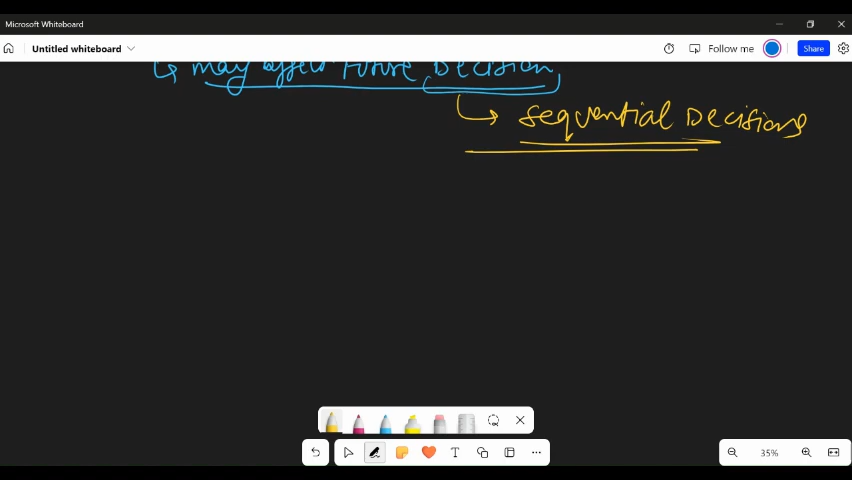 Microsoft Whiteboard
Untitled whiteboard
Follow me
Share
↳ may affect Future Decision
↳ Sequential Decisions
35%